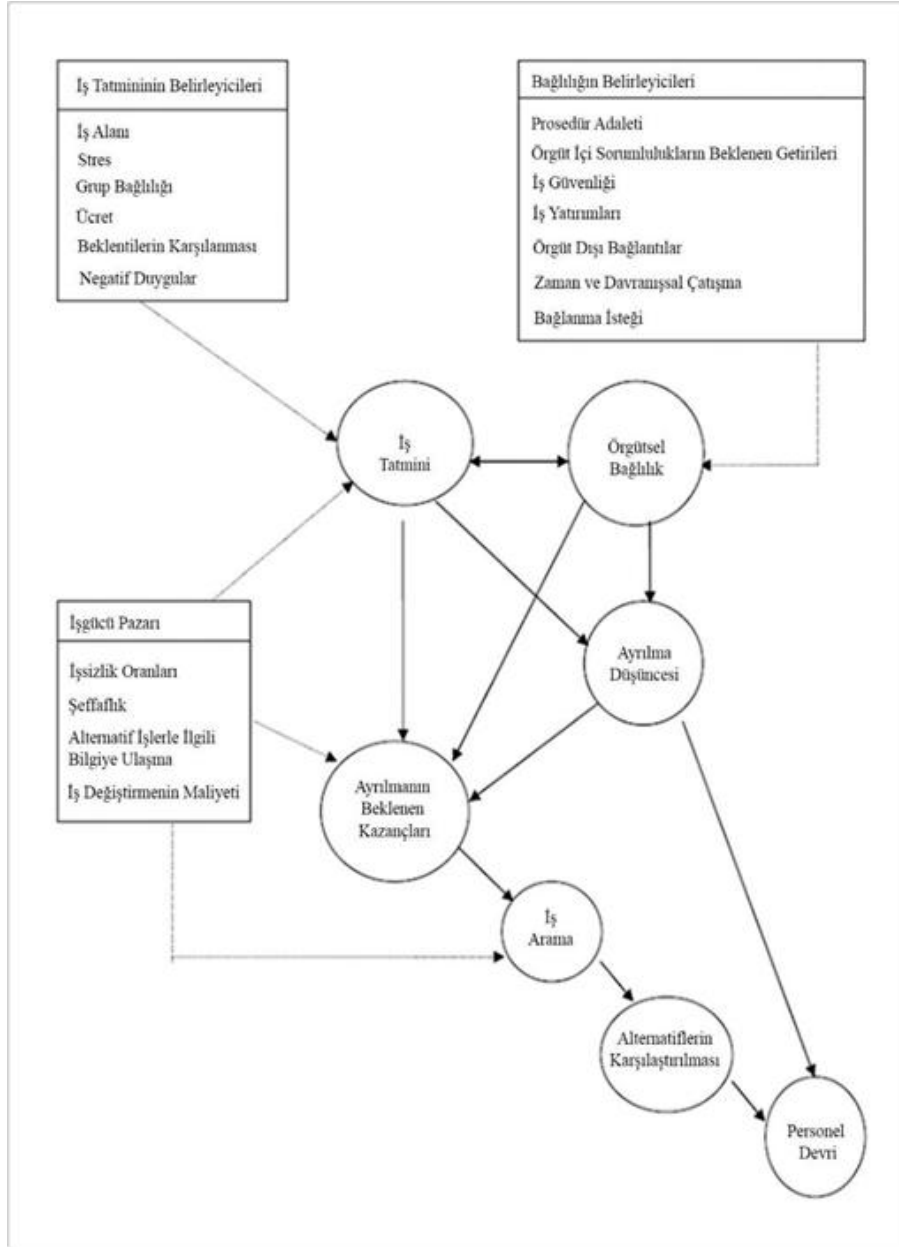 İş Tatmininin Belirleyicileri
İş Alanı
Stres
Grup Bağlılığı
Ücret
Beklentilerin Karşılanması
Negatif Duygular
Bağlılığın Belirleyicileri
Prosedür Adaleti
Örgüt İçi Sorumlulukların Beklenen Getirileri
İş Güvenliği
İş Yatırımları
Örgüt Dışı Bağlantılar
Zaman ve Davranışsal Çatışma
Bağlanma İsteği
İş
Tatmini
Örgütsel
Bağlılık
İşgücü Pazarı
İşsizlik Oranları
Şeffaflık
Alternatif İşlerle İlgili
Bilgiye Ulaşma
İş Değiştirmenin Maliyeti
Ayrılma
Düşüncesi
Ayrılmanın
Beklenen
Kazançları
İş
Arama
Alternatiflerin
Karşılaştırılması
Personel
Devri